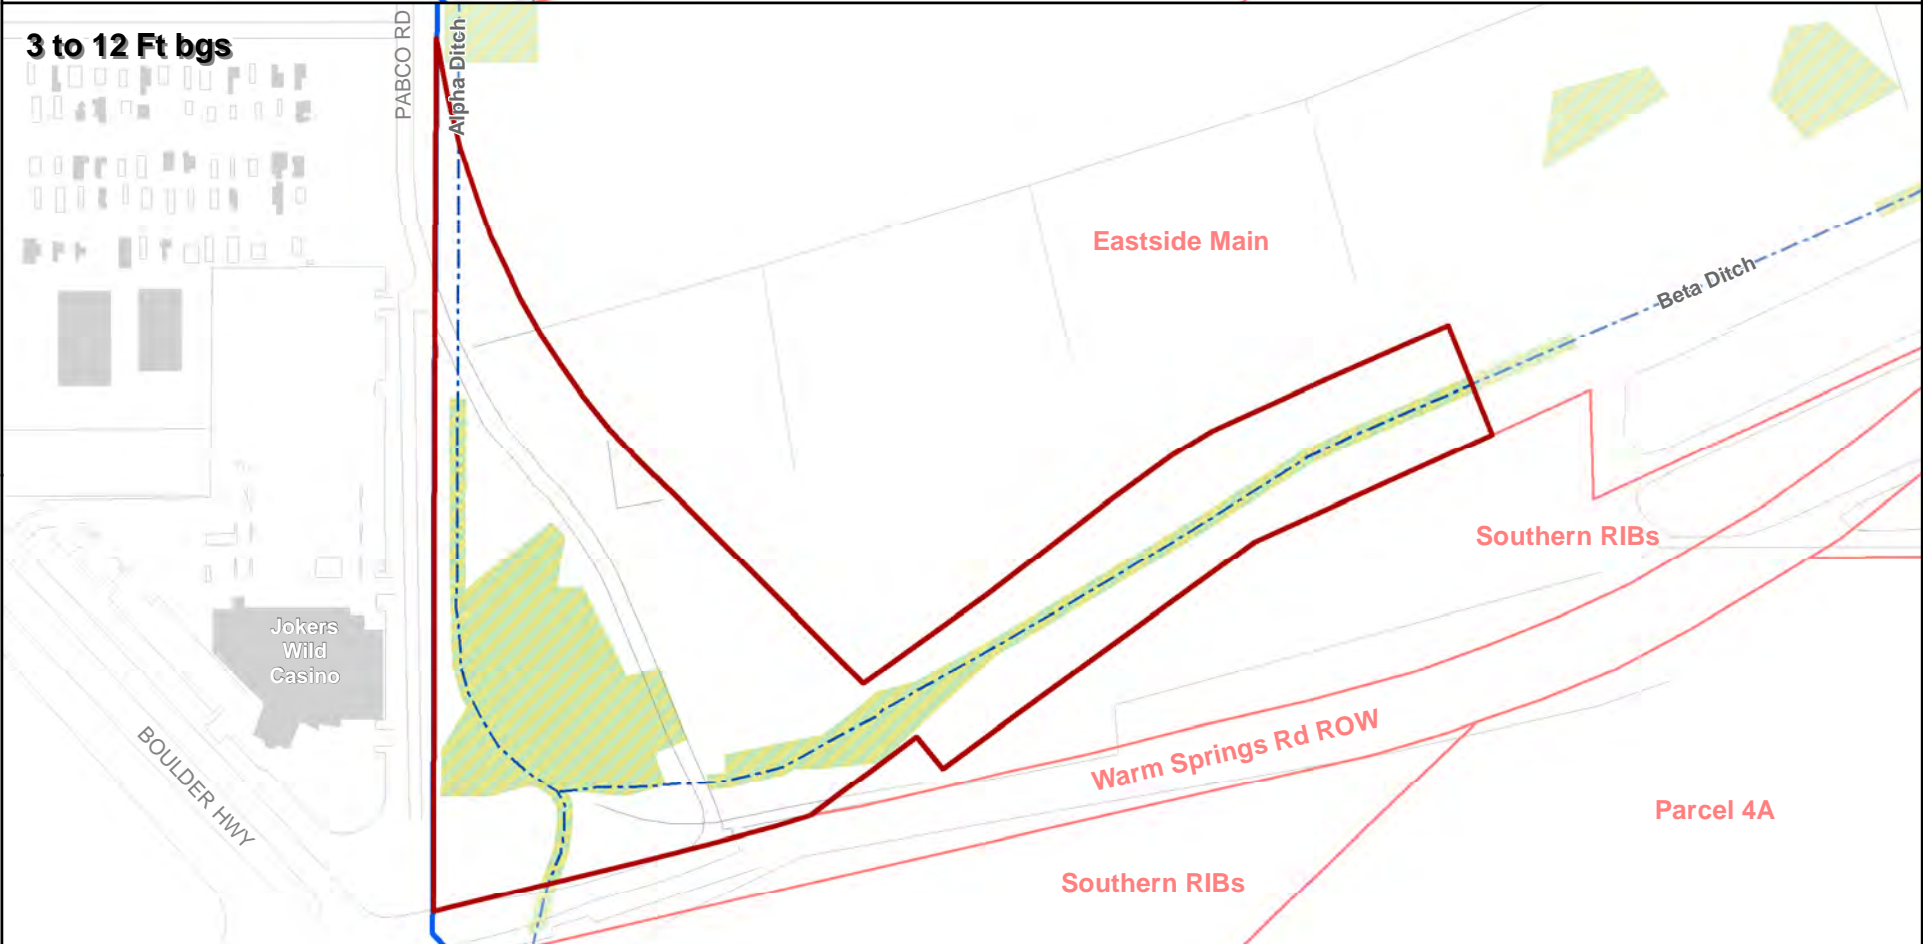 3 to 12 Ft bgs
PABCO RD
Alpha Ditch
Eastside Main
Beta Ditch
Southern RIBs
Jokers
Wild
Casino
BOULDER HWY
Warm Springs Rd ROW
Parcel 4A
Southern RIBs